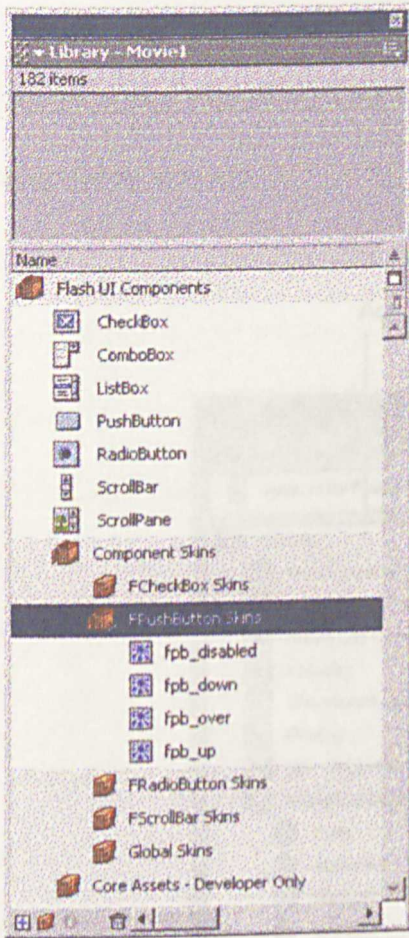 Library - Movie1
182 items
Name
Flash UI Components
CheckBox
ComboBox
ListBox
PushButton
RadioButton
ScrollBar
ScrollPane
Component Skins
FCheckBox Skins
FPushButton Skins
fpb_disabled
fpb_down
fpb_over
fpb_up
FRadioButton Skins
FScrollBar Skins
Global Skins
Core Assets - Developer Only